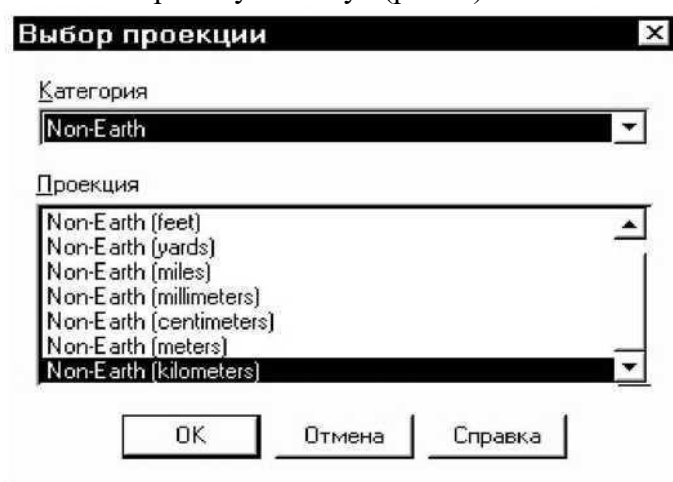 Выбор проекции
Категория
Non-Earth
Проекция
Non-Earth (feet)
Non-Earth (yards)
Non-Earth (miles)
Non-Earth (millimeters)
Non-Earth (centimeters)
Non-Earth (meters)
Non-Earth (kilometers)
OK Отмена Справка